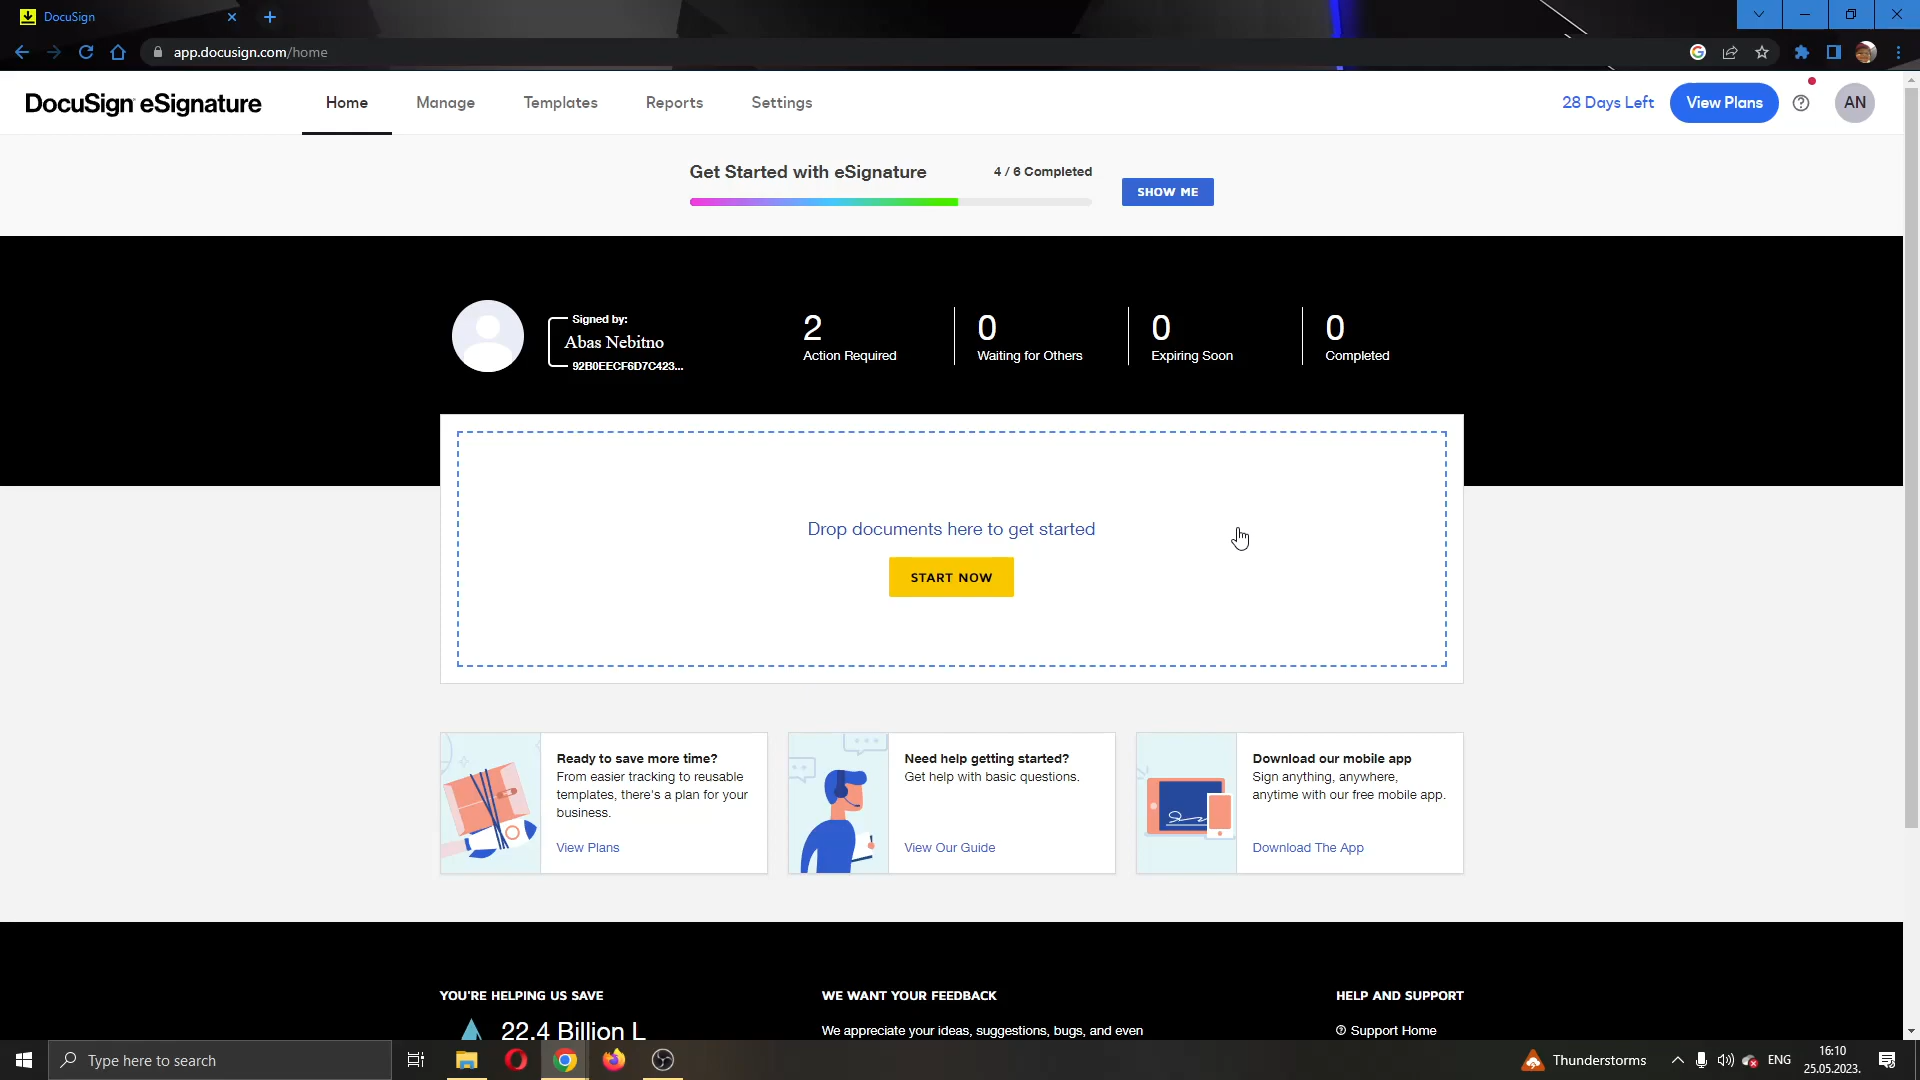 DocuSign
app.docusign.com/home
DocuSign eSignature
Home
Manage
Templates
Reports
Settings
28 Days Left
View Plans
AN
Get Started with eSignature
4 / 6 Completed
SHOW ME
Signed by:
Abas Nebitno
92B0EECF6D7C423...
2
Action Required
0
Waiting for Others
0
Expiring Soon
0
Completed
Drop documents here to get started
START NOW
Ready to save more time?
From easier tracking to reusable
templates, there's a plan for your
business.
View Plans
Need help getting started?
Get help with basic questions.
View Our Guide
Download our mobile app
Sign anything, anywhere,
anytime with our free mobile app.
Download The App
YOU'RE HELPING US SAVE
22.4 Billion L
WE WANT YOUR FEEDBACK
We appreciate your ideas, suggestions, bugs, and even
HELP AND SUPPORT
Support Home
Type here to search
Thunderstorms
ENG
16:10
25.05.2023.